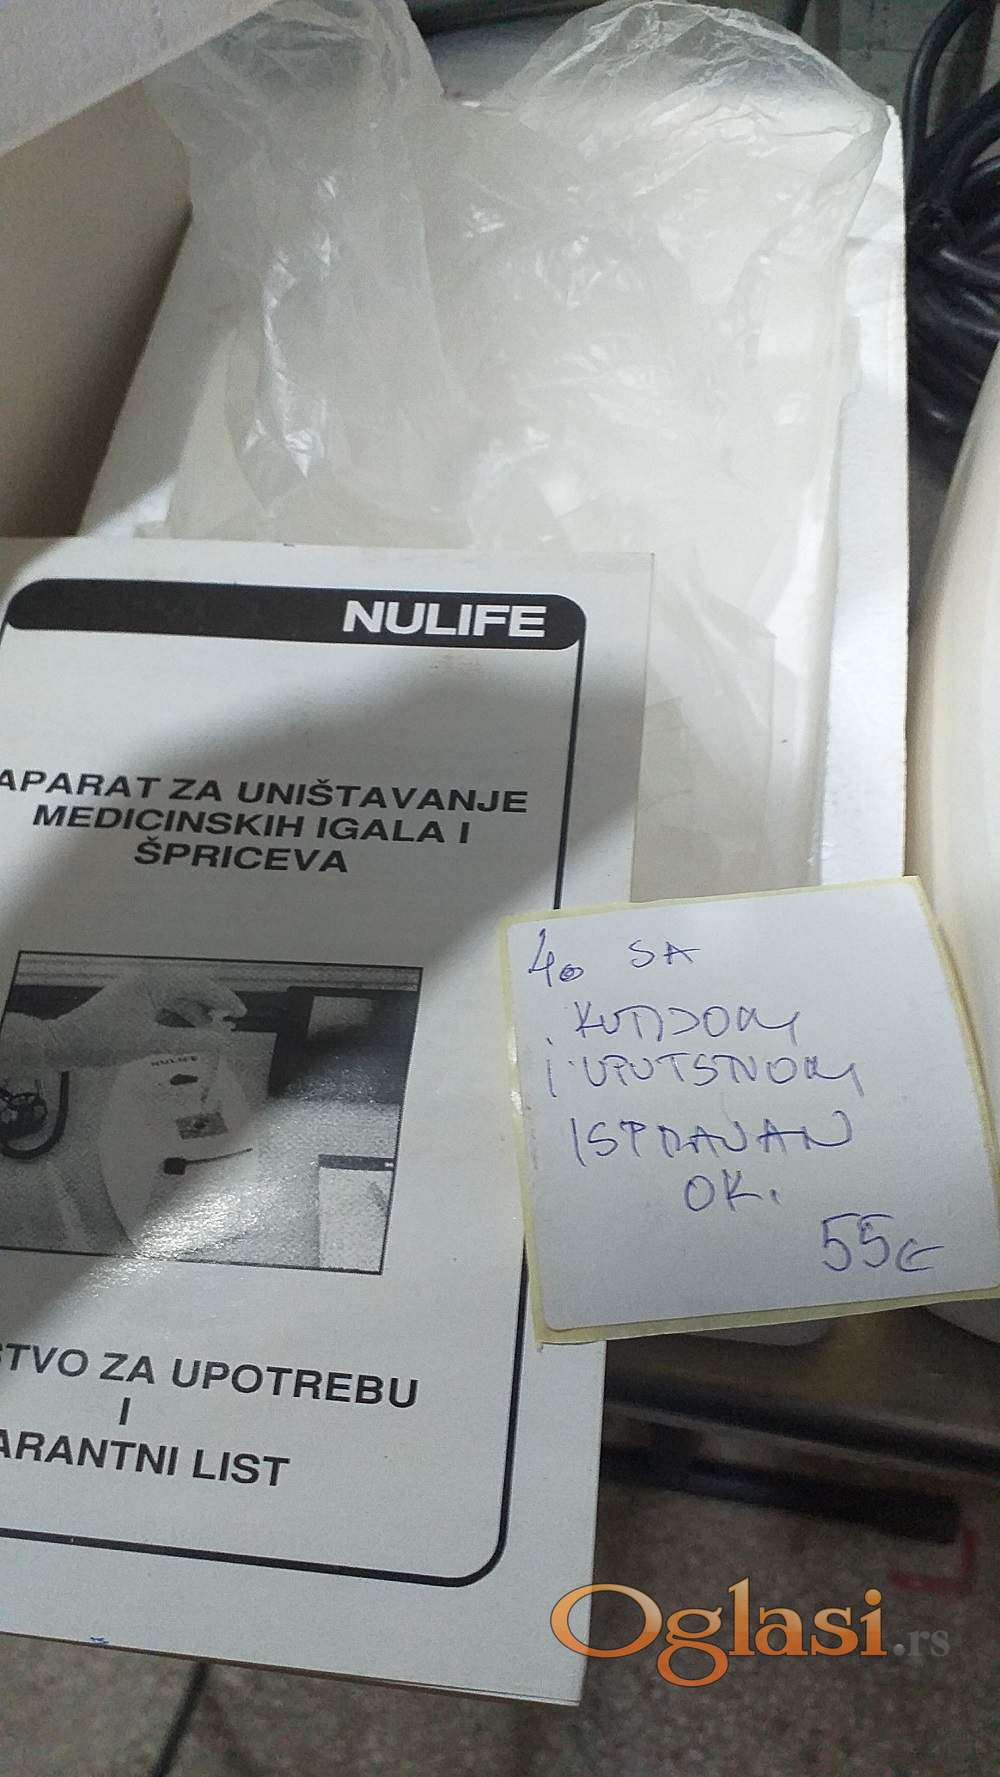 NULIFE
APARAT ZA UNIŠTAVANJE
MEDICINSKIH IGALA I
ŠPRICEVA
NULIFE
STVO ZA UPOTREBU
I
ARANTNI LIST
40 SA
KUTIJOM
I UPUTSTVOM
ISPRAVAN
OK.
55€
Oglasi.rs